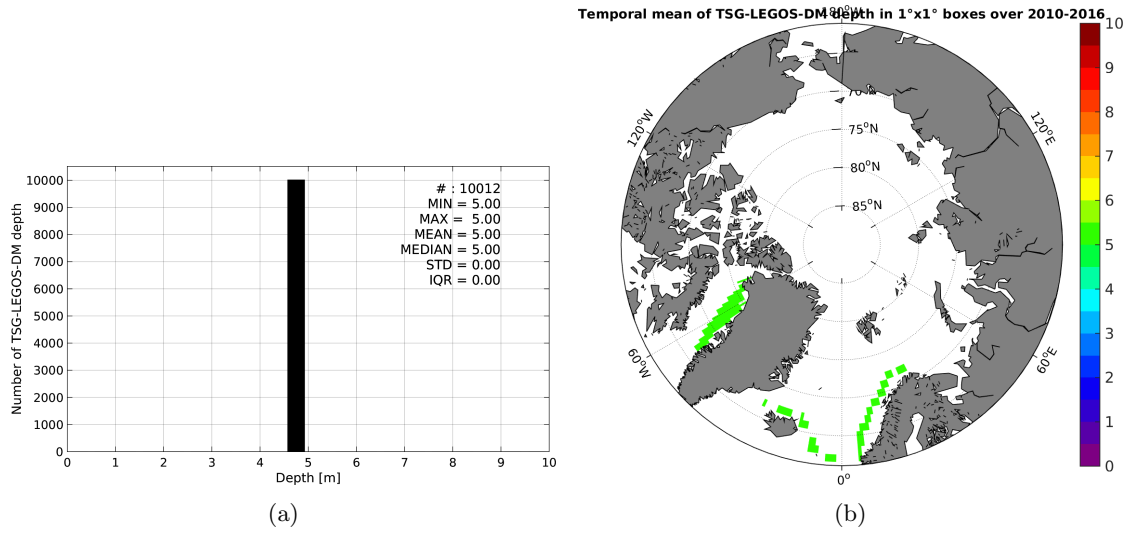 Temporal mean of TSG-LEGOS-DM depth in 1°x1° boxes over 2010-2016
180°W
120°W
120°E
60°W
60°E
0°
75°N
80°N
85°N
10
9
8
7
6
5
4
3
2
1
0
Number of TSG-LEGOS-DM depth
10000
9000
8000
7000
6000
5000
4000
3000
2000
1000
0
# : 10012
MIN = 5.00
MAX = 5.00
MEAN = 5.00
MEDIAN = 5.00
STD = 0.00
IQR = 0.00
0 1 2 3 4 5 6 7 8 9 10
Depth [m]
(a)
(b)